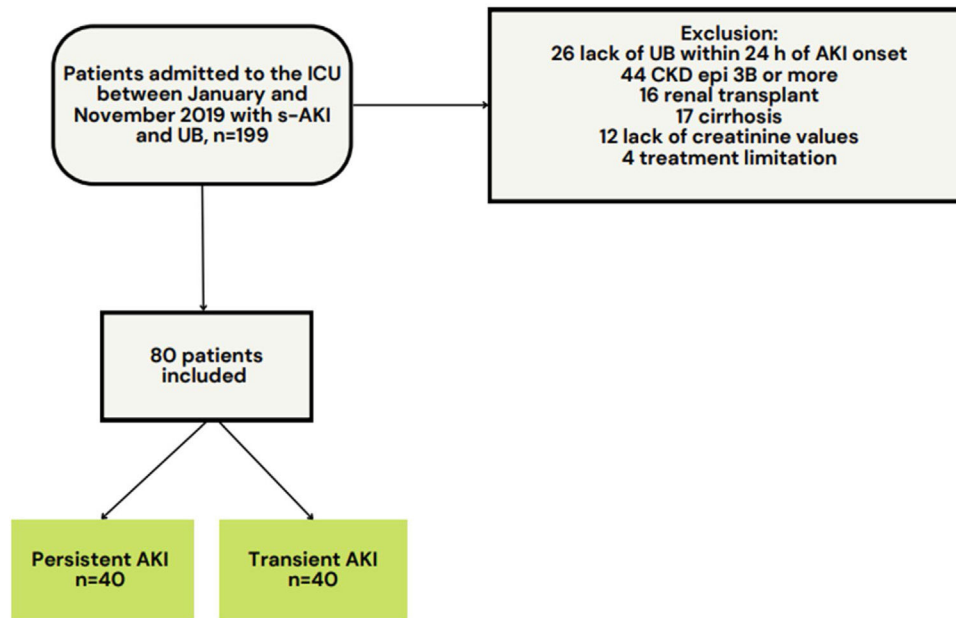 Patients admitted to the ICU
between January and
November 2019 with s-AKI
and UB, n=199
Exclusion:
26 lack of UB within 24 h of AKI onset
44 CKD epi 3B or more
16 renal transplant
17 cirrhosis
12 lack of creatinine values
4 treatment limitation
80 patients
included
Persistent AKI
n=40
Transient AKI
n=40